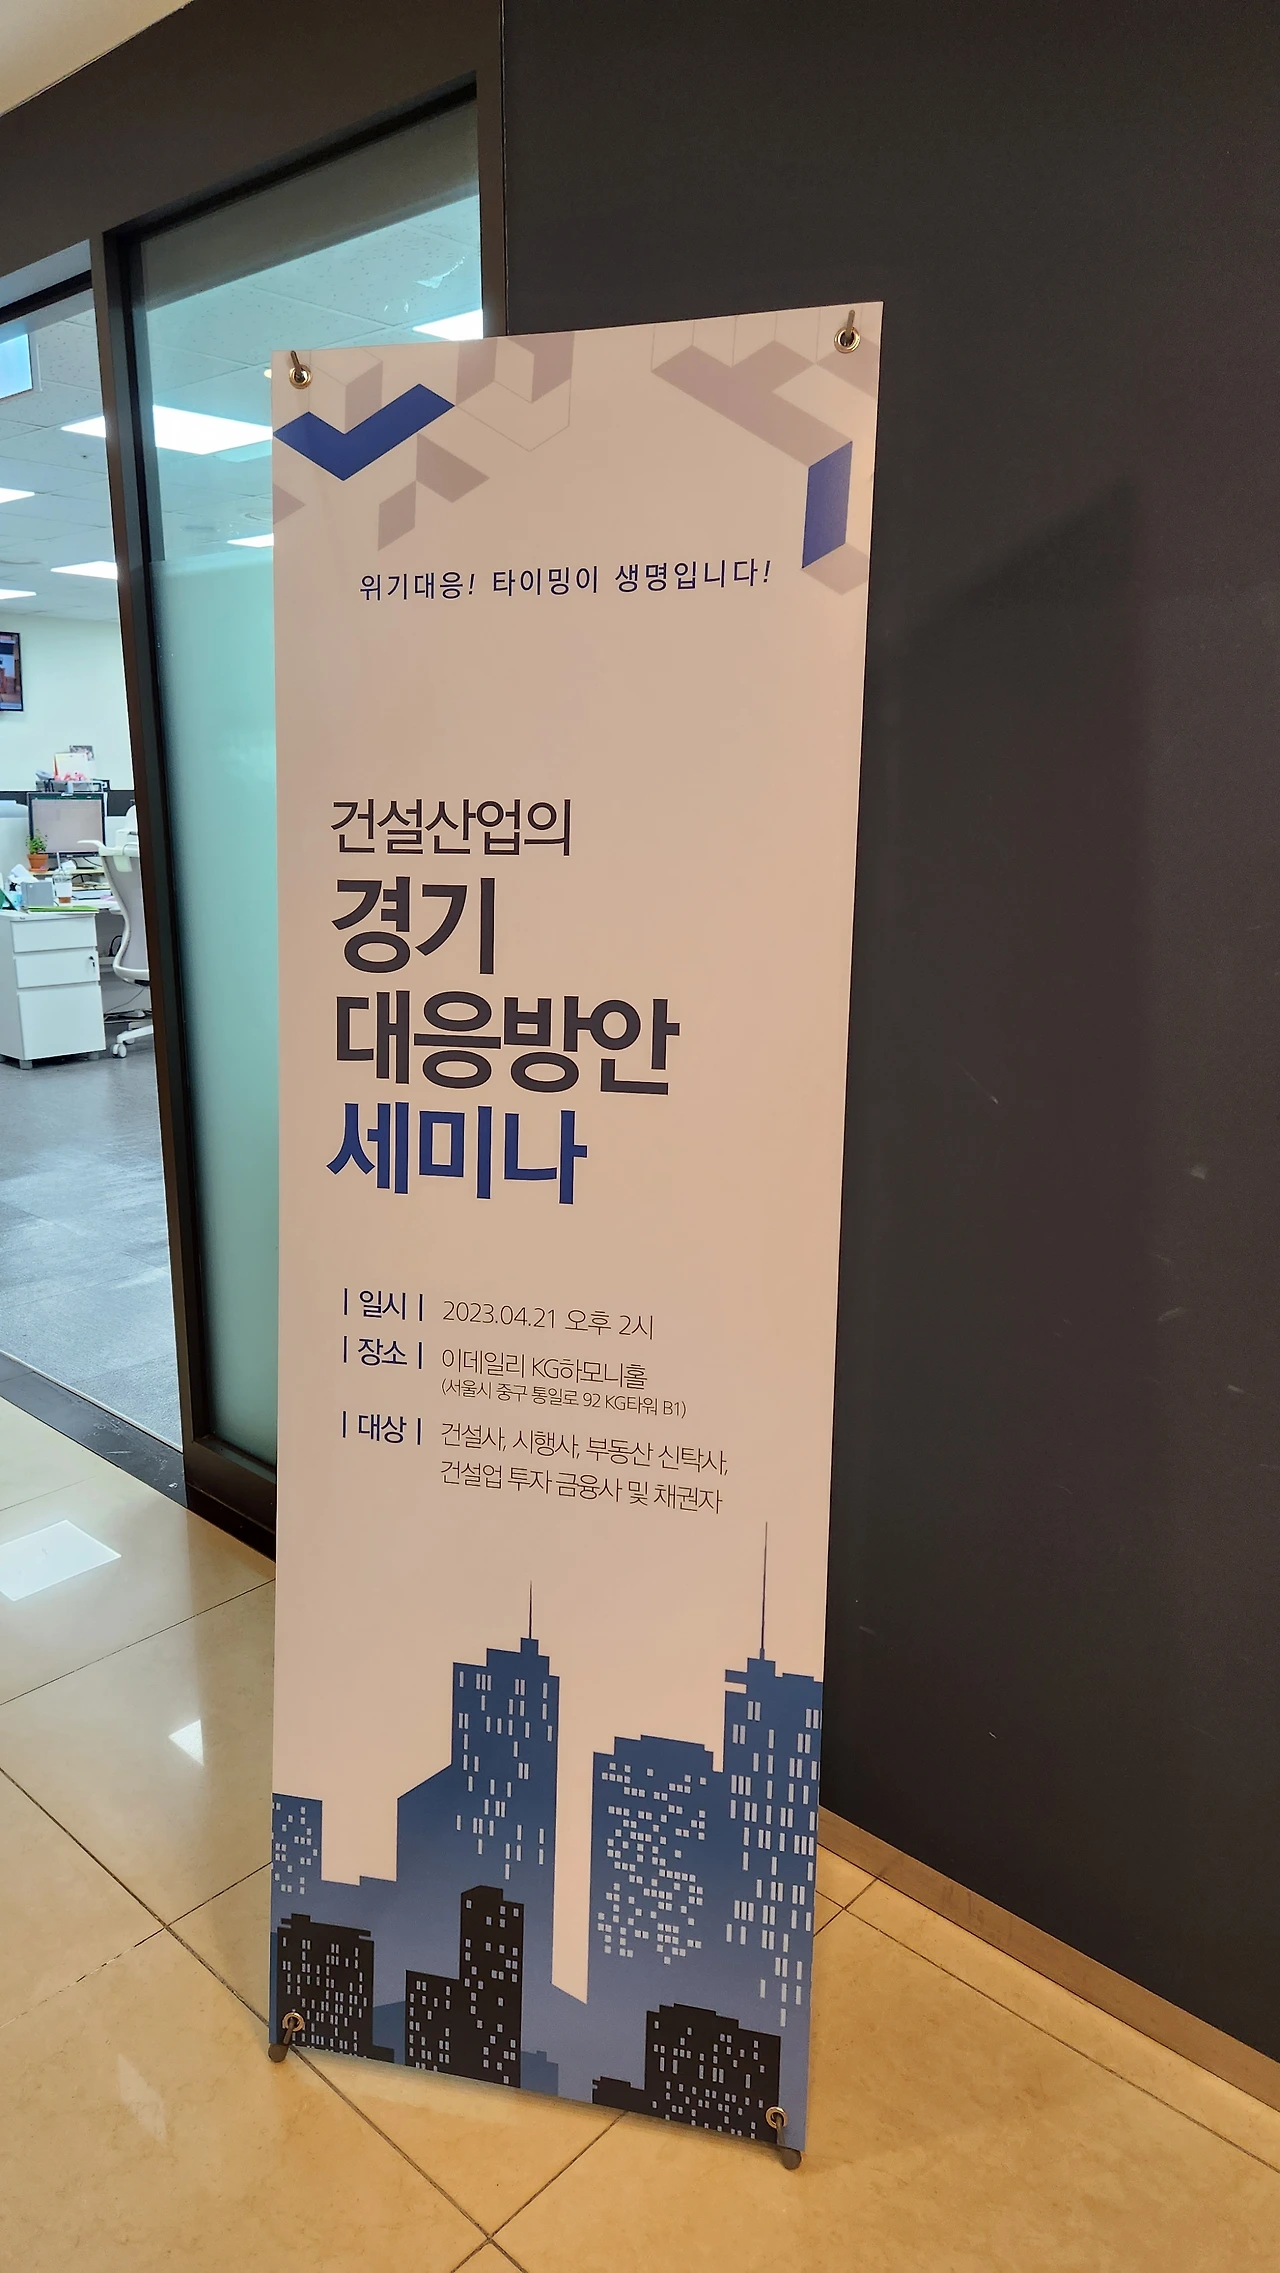 위기대응! 타이밍이 생명입니다!
건설산업의
경기
대응방안
세미나
| 일시 | 2023.04.21 오후 2시
| 장소 | 이데일리 KG하모니홀
(서울시 중구 통일로 92 KG타워 B1)
| 대상 | 건설사, 시행사, 부동산 신탁사,
건설업 투자 금융사 및 채권자